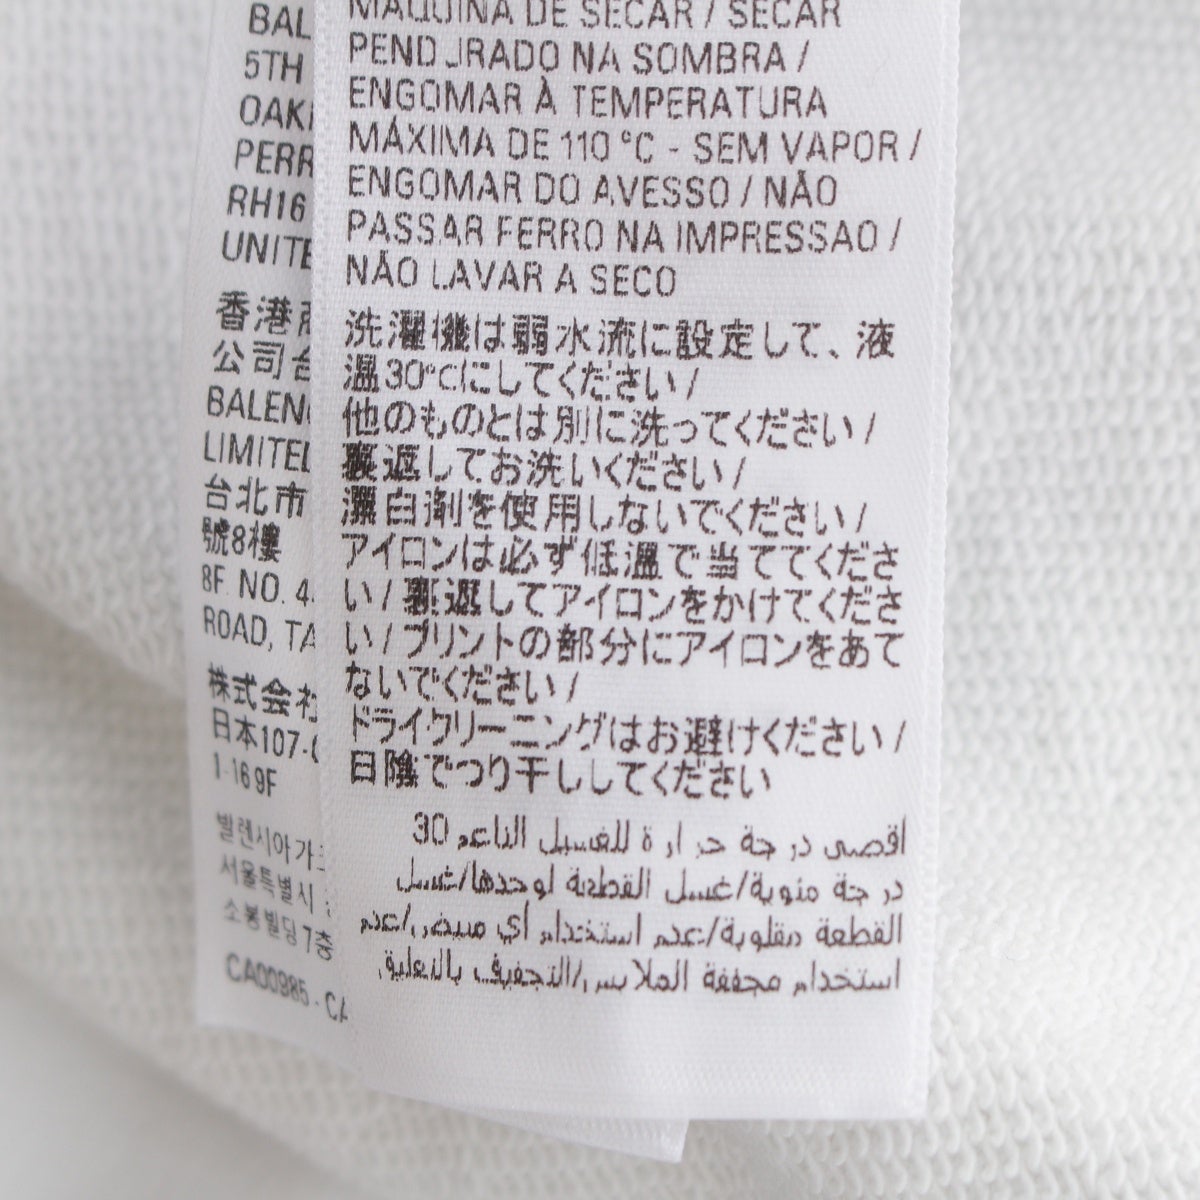 MAQUINA DE SECAR / SECAR
PENDURADO NA SOMBRA /
ENGOMAR À TEMPERATURA
MÁXIMA DE 110 °C - SEM VAPOR /
ENGOMAR DO AVESSO / NÃO
PASSAR FERRO NA IMPRESSAO /
NÃO LAVAR A SECO
洗濯機は弱水流に設定して、液
温30℃にしてください /
他のものとは別に洗ってください /
裏返してお洗いください /
漂白剤を使用しないでください /
アイロンは必ず低温で当ててくださ
い / 裏返してアイロンをかけてくださ
い / プリントの部分にアイロンをあて
ないでください /
ドライクリーニングはお避けください /
日陰でつり干ししてください
اقصى درجة حرارة للغسيل الناعم 30
درجة مئوية/غسل القطعة لوحدها/غسل
القطعة مقلوبة/عدم استخدام أي مبيض/عدم
استخدام مجففة الملابس/التجفيف بالتعليق
BAL
5TH
OAK
PERR
RH16
UNITE
香港商
公司台
BALEN
LIMITED
台北市
號8樓
8F. NO. 4
ROAD, TA
株式会社
日本107-0
1-16 9F
발렌시아가
서울특별시
소봉빌딩 7층
CA00985 - CA